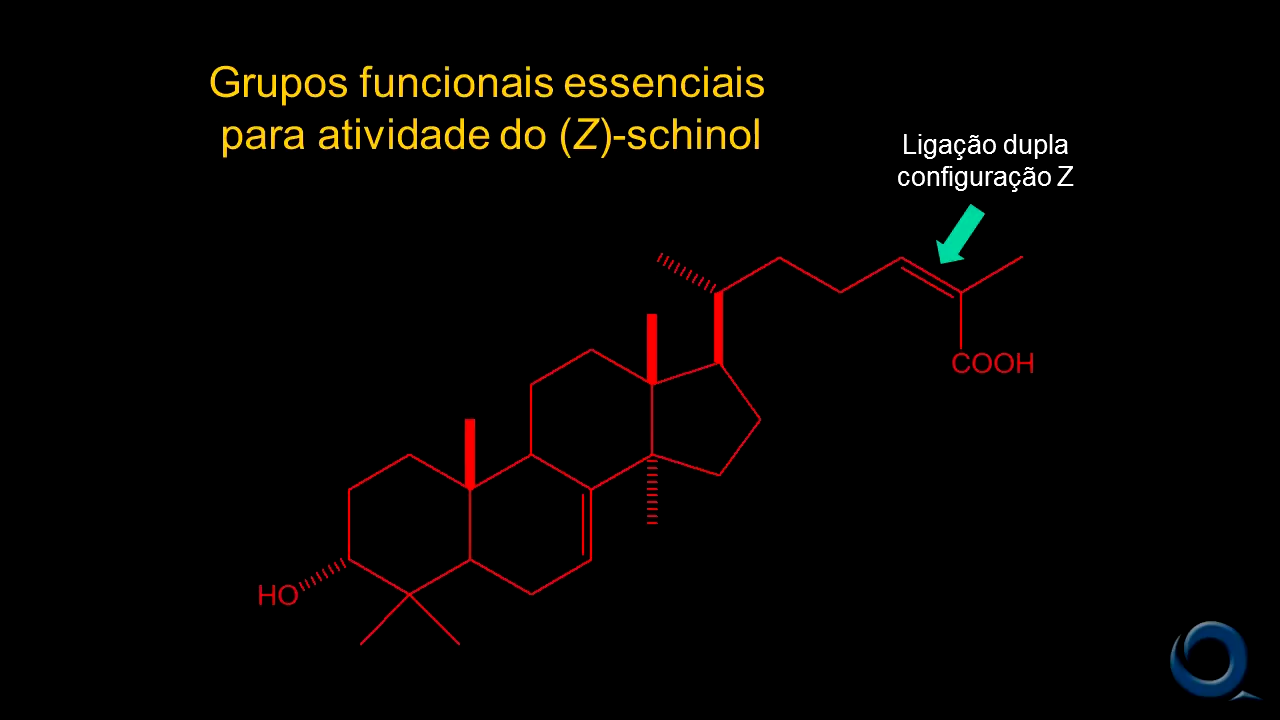 Grupos funcionais essenciais
para atividade do (Z)-schinol
Ligação dupla
configuração Z
COOH
HO